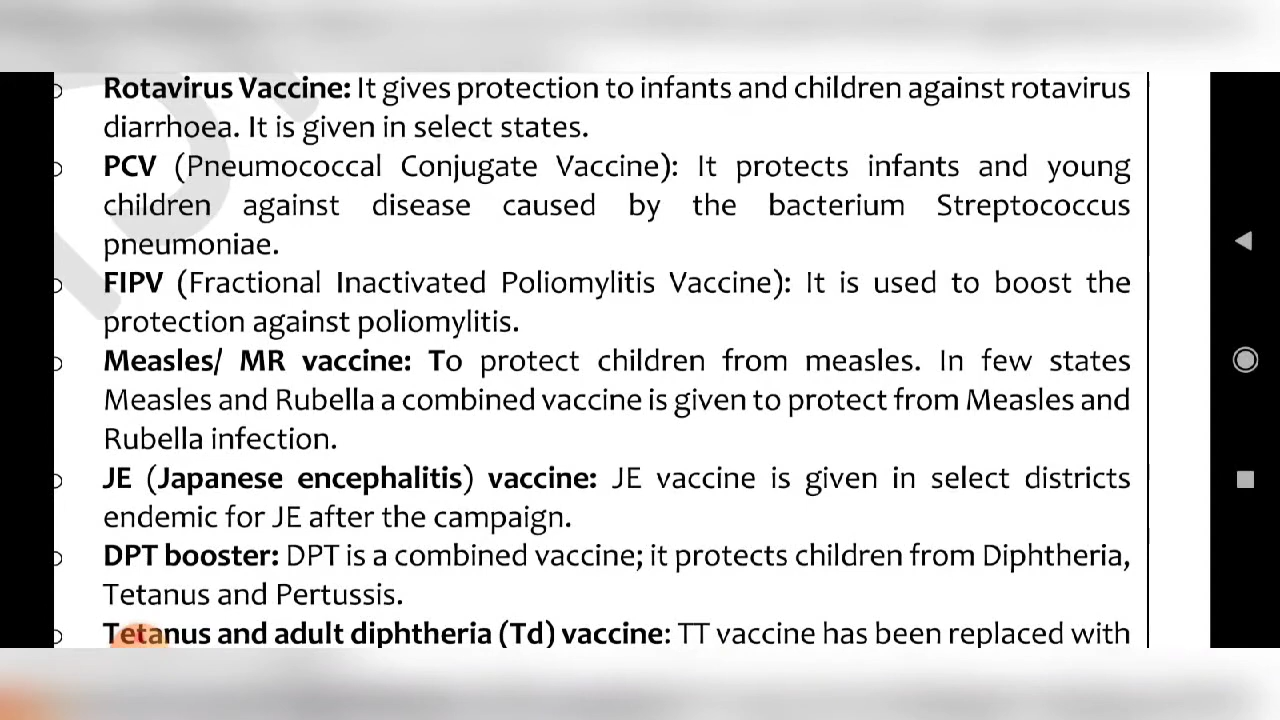 Rotavirus Vaccine: It gives protection to infants and children against rotavirus
diarrhoea. It is given in select states.
PCV (Pneumococcal Conjugate Vaccine): It protects infants and young
children against disease caused by the bacterium Streptococcus
pneumoniae.
FIPV (Fractional Inactivated Poliomylitis Vaccine): It is used to boost the
protection against poliomylitis.
Measles/ MR vaccine: To protect children from measles. In few states
Measles and Rubella a combined vaccine is given to protect from Measles and
Rubella infection.
JE (Japanese encephalitis) vaccine: JE vaccine is given in select districts
endemic for JE after the campaign.
DPT booster: DPT is a combined vaccine; it protects children from Diphtheria,
Tetanus and Pertussis.
Tetanus and adult diphtheria (Td) vaccine: TT vaccine has been replaced with